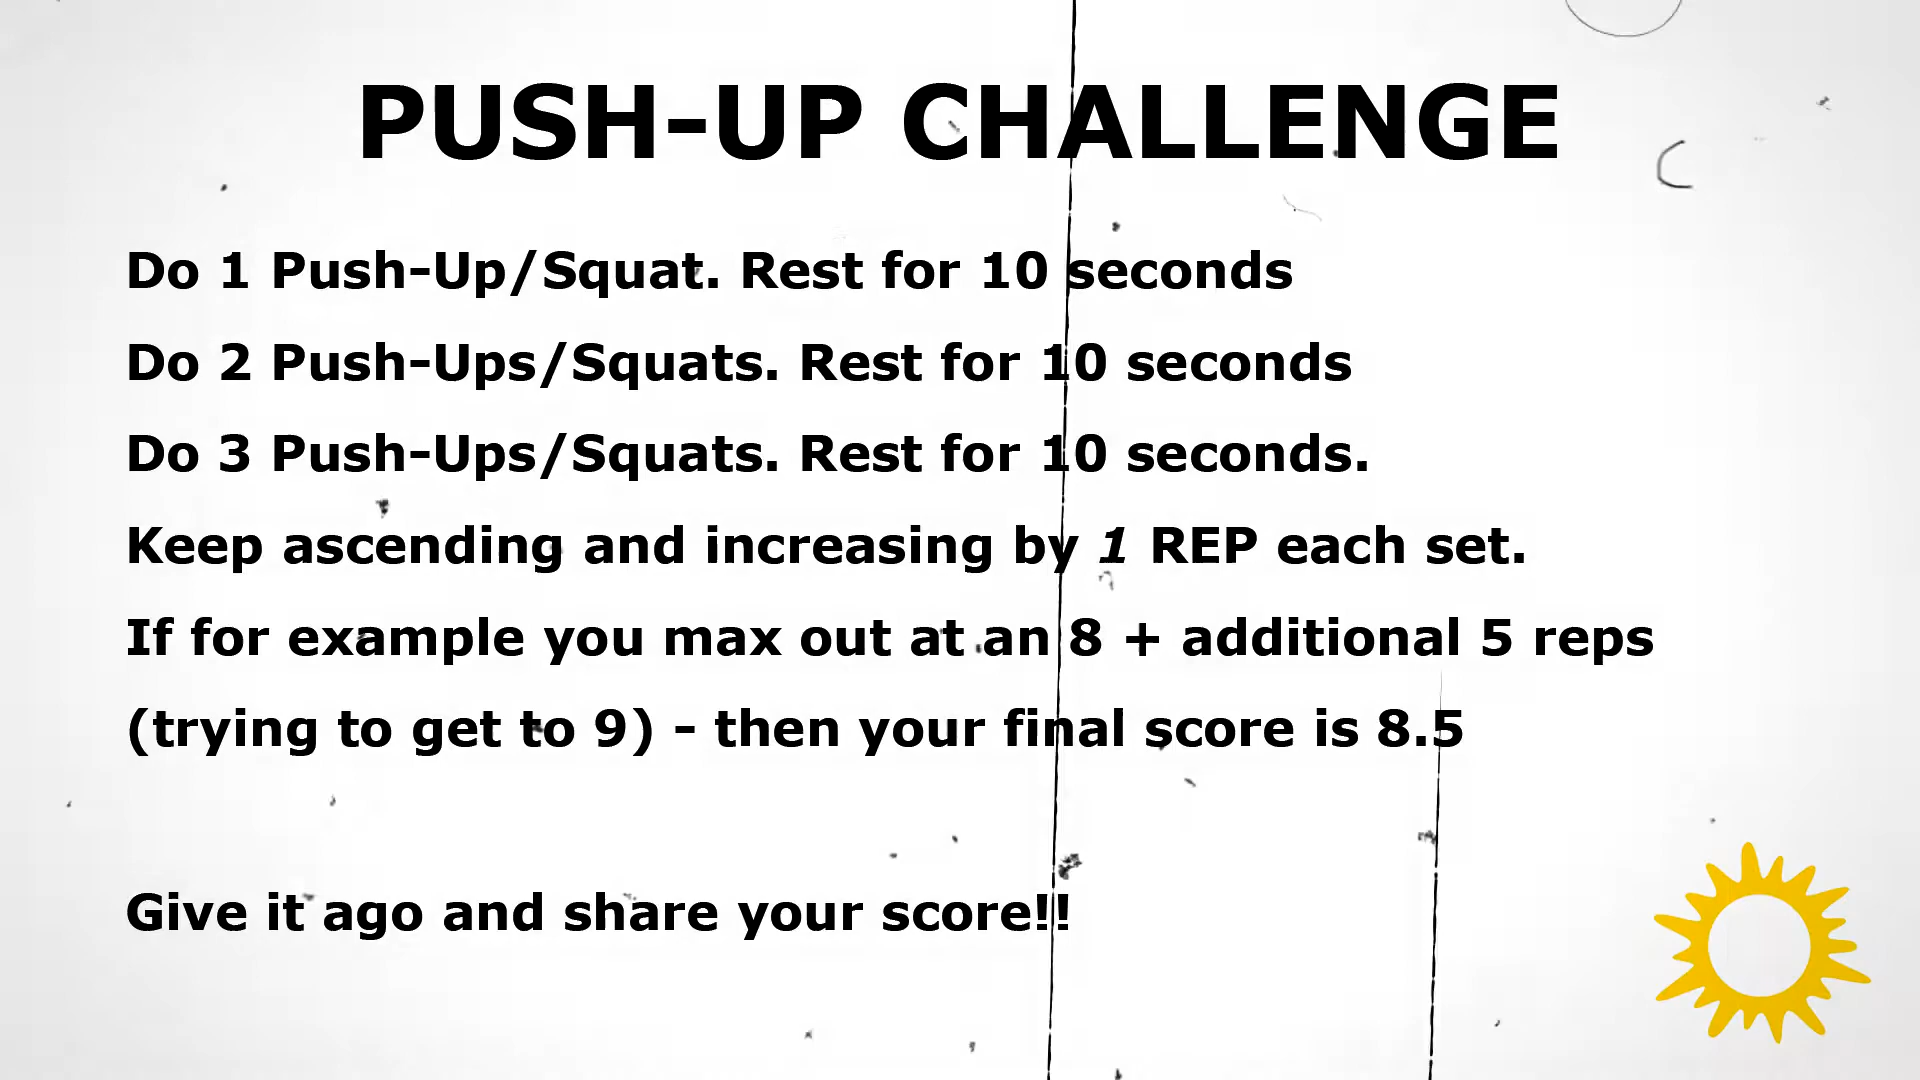 PUSH-UP CHALLENGE
Do 1 Push-Up/Squat. Rest for 10 seconds
Do 2 Push-Ups/Squats. Rest for 10 seconds
Do 3 Push-Ups/Squats. Rest for 10 seconds.
Keep ascending and increasing by 1 REP each set.
If for example you max out at an 8 + additional 5 reps
(trying to get to 9) - then your final score is 8.5
Give it ago and share your score!!